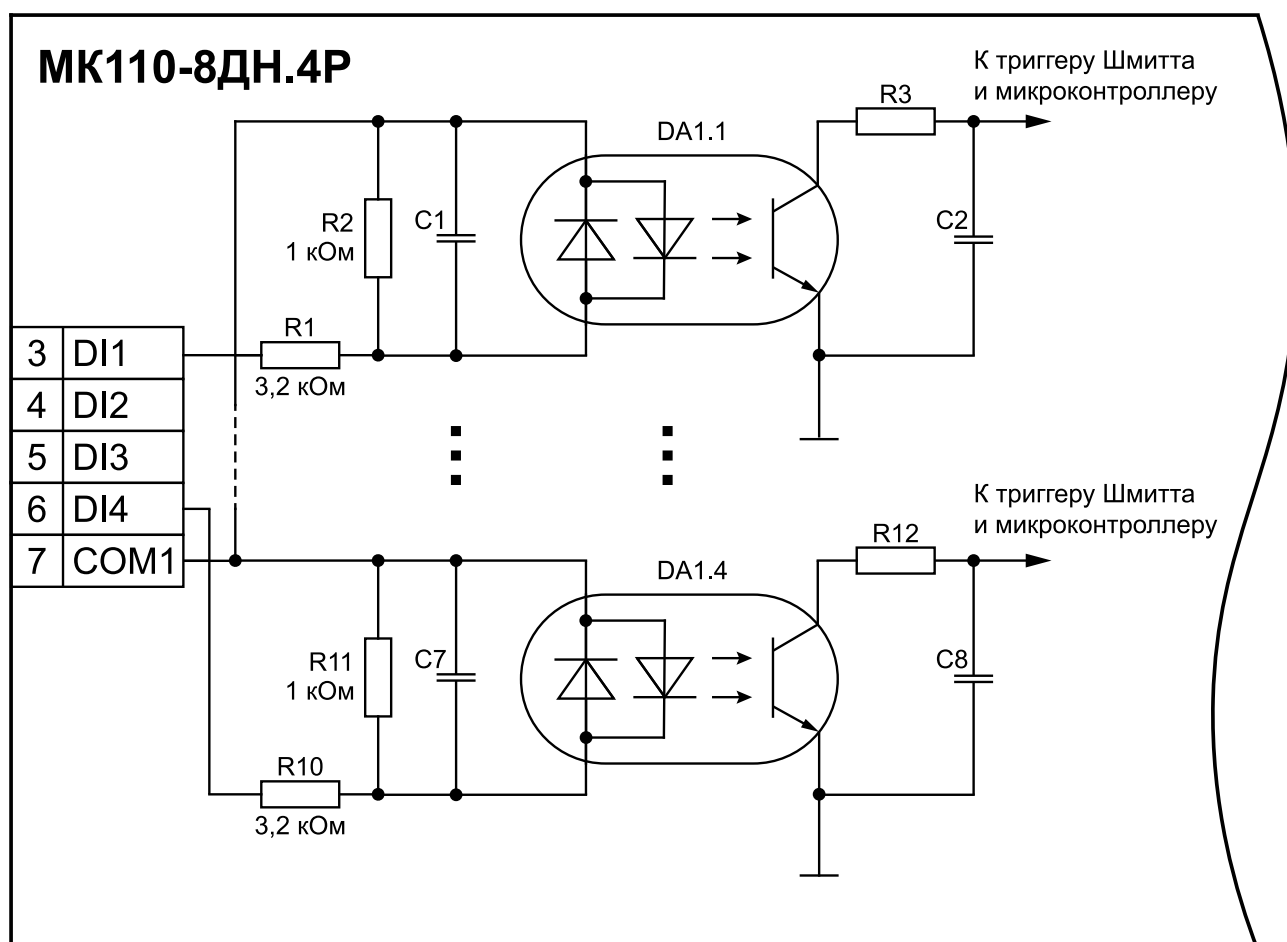 МК110-8ДН.4Р
К триггеру Шмитта
и микроконтроллеру
R3
DA1.1
R2
1 кОм
C1
C2
R1
3,2 кОм
3 DI1
4 DI2
5 DI3
6 DI4
7 COM1
К триггеру Шмитта
и микроконтроллеру
R12
DA1.4
R11
1 кОм
C7
C8
R10
3,2 кОм